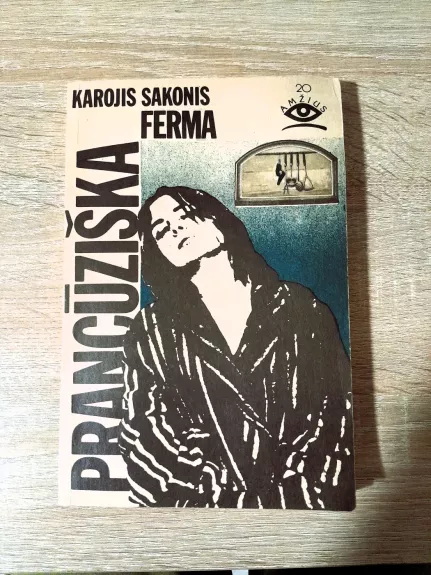 KAROJIS SAKONIS
FERMA
PRANCŪZIŠKA
20
AMŽIUS